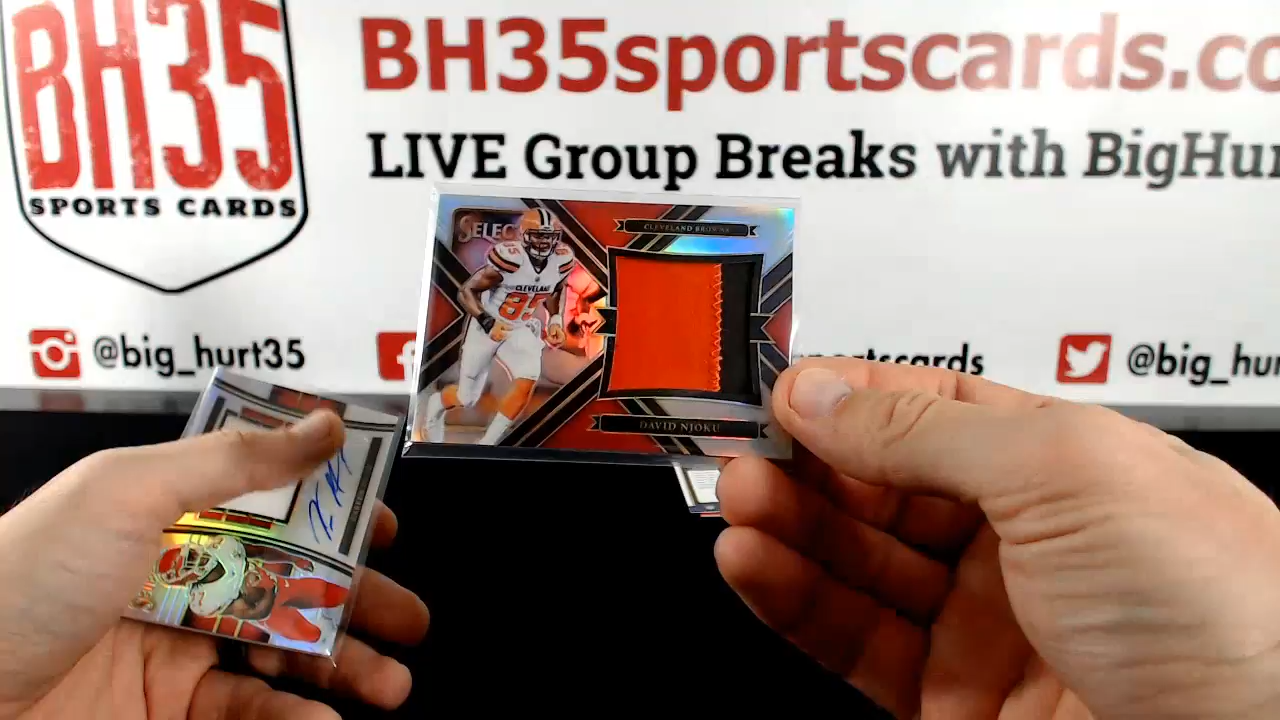 BH35
SPORTS CARDS
BH35sportscards.co
LIVE Group Breaks with BigHur
@big_hurt35
sportscards
@big_hur
SELECT
CLEVELAND BROWNS
CLEVELAND
85
DAVID NJOKU